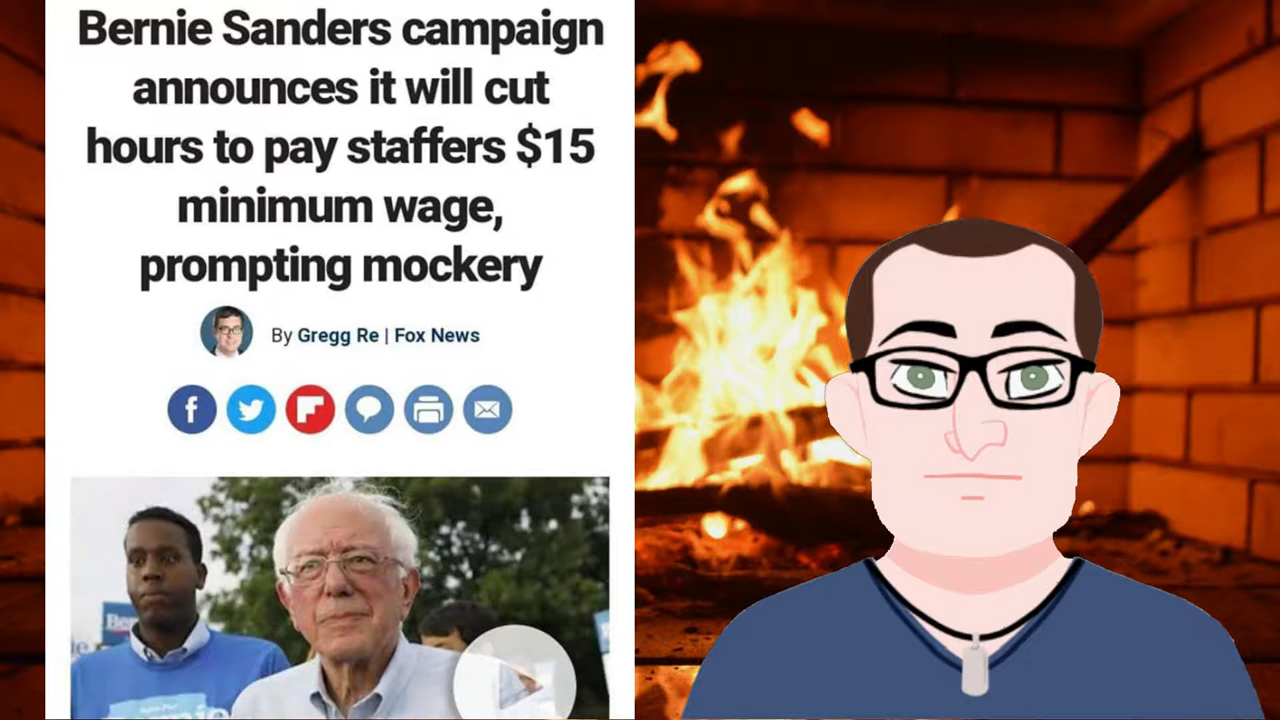 Bernie Sanders campaign
announces it will cut
hours to pay staffers $15
minimum wage,
prompting mockery
By Gregg Re | Fox News